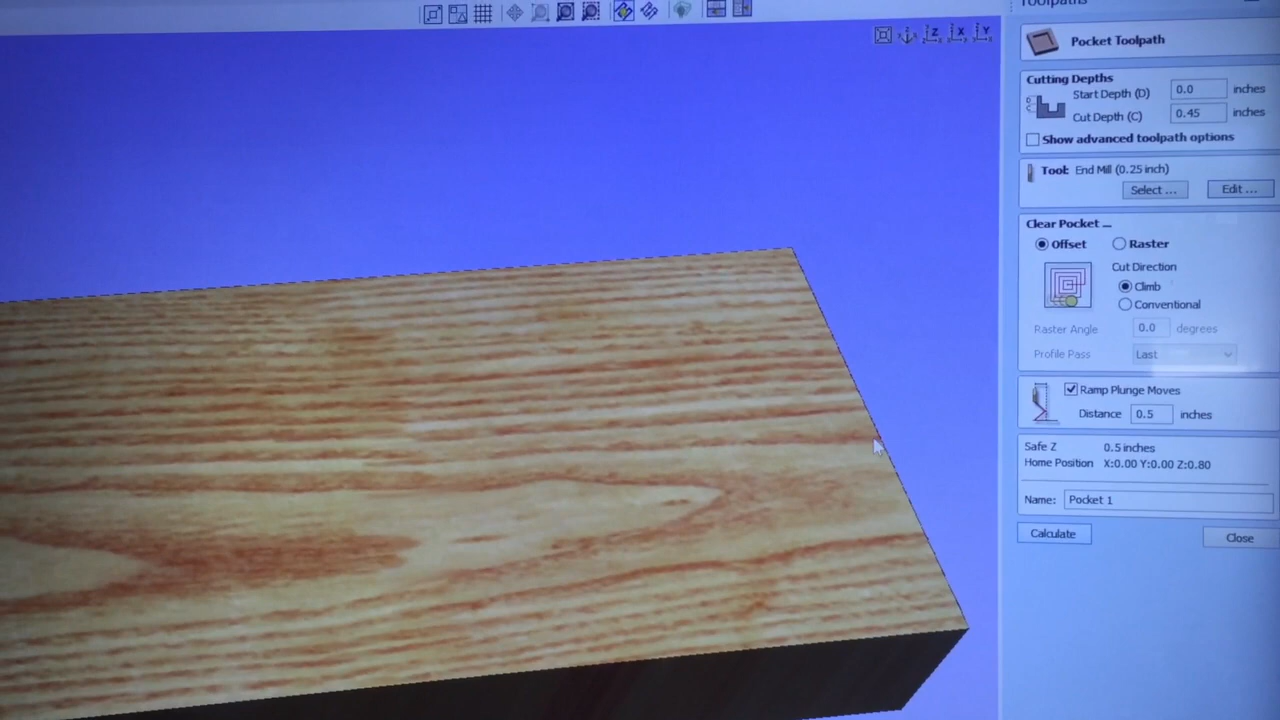 Toolpaths
Z X Y
Pocket Toolpath
Cutting Depths
Start Depth (D) 0.0 inches
D
C
Cut Depth (C) 0.45 inches
Show advanced toolpath options
Tool: End Mill (0.25 inch)
Select ... Edit ...
Clear Pocket ...
Offset Raster
Cut Direction
Climb
Conventional
Raster Angle 0.0 degrees
Profile Pass Last
Ramp Plunge Moves
Distance 0.5 inches
Safe Z 0.5 inches
Home Position X:0.00 Y:0.00 Z:0.80
Name: Pocket 1
Calculate Close